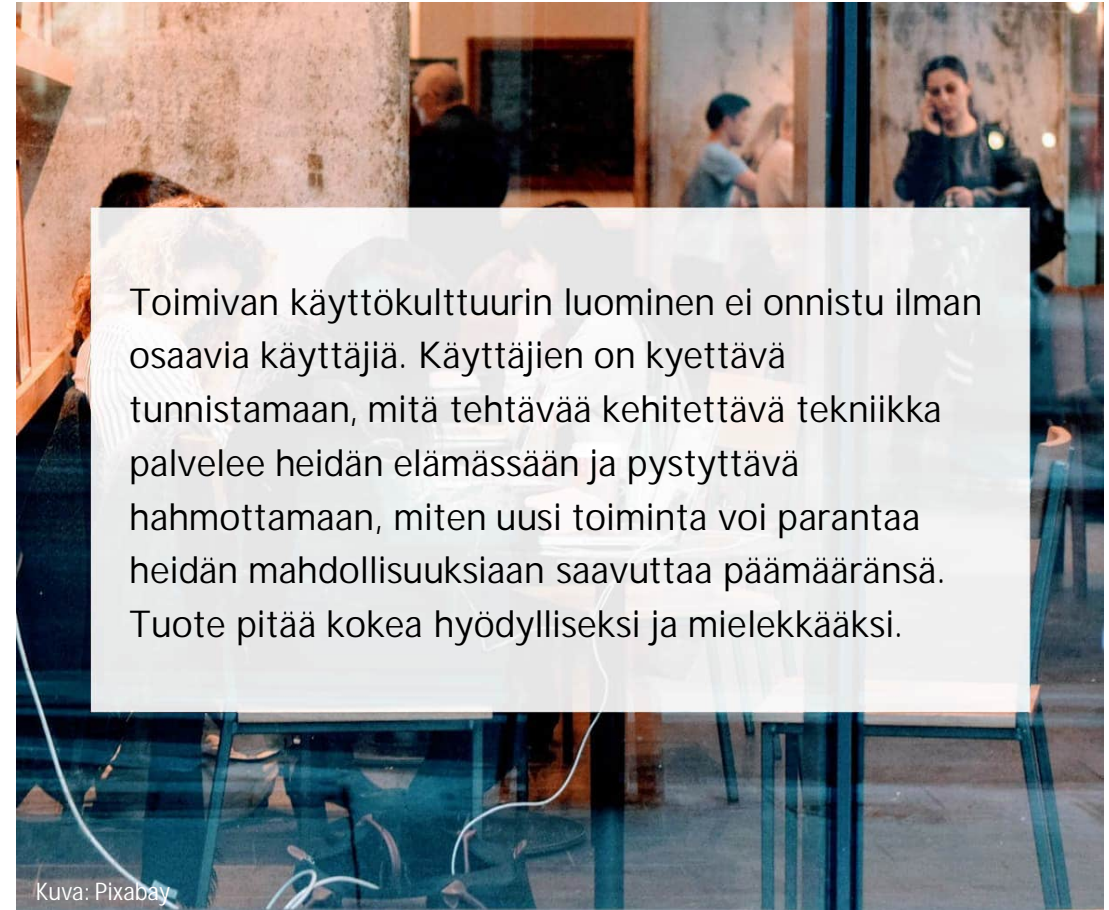 Toimivan käyttökulttuurin luominen ei onnistu ilman
osaavia käyttäjiä. Käyttäjien on kyettävä
tunnistamaan, mitä tehtävää kehitettävä tekniikka
palvelee heidän elämässään ja pystyttävä
hahmottamaan, miten uusi toiminta voi parantaa
heidän mahdollisuuksiaan saavuttaa päämääränsä.
Tuote pitää kokea hyödylliseksi ja mielekkääksi.
Kuva: Pixabay